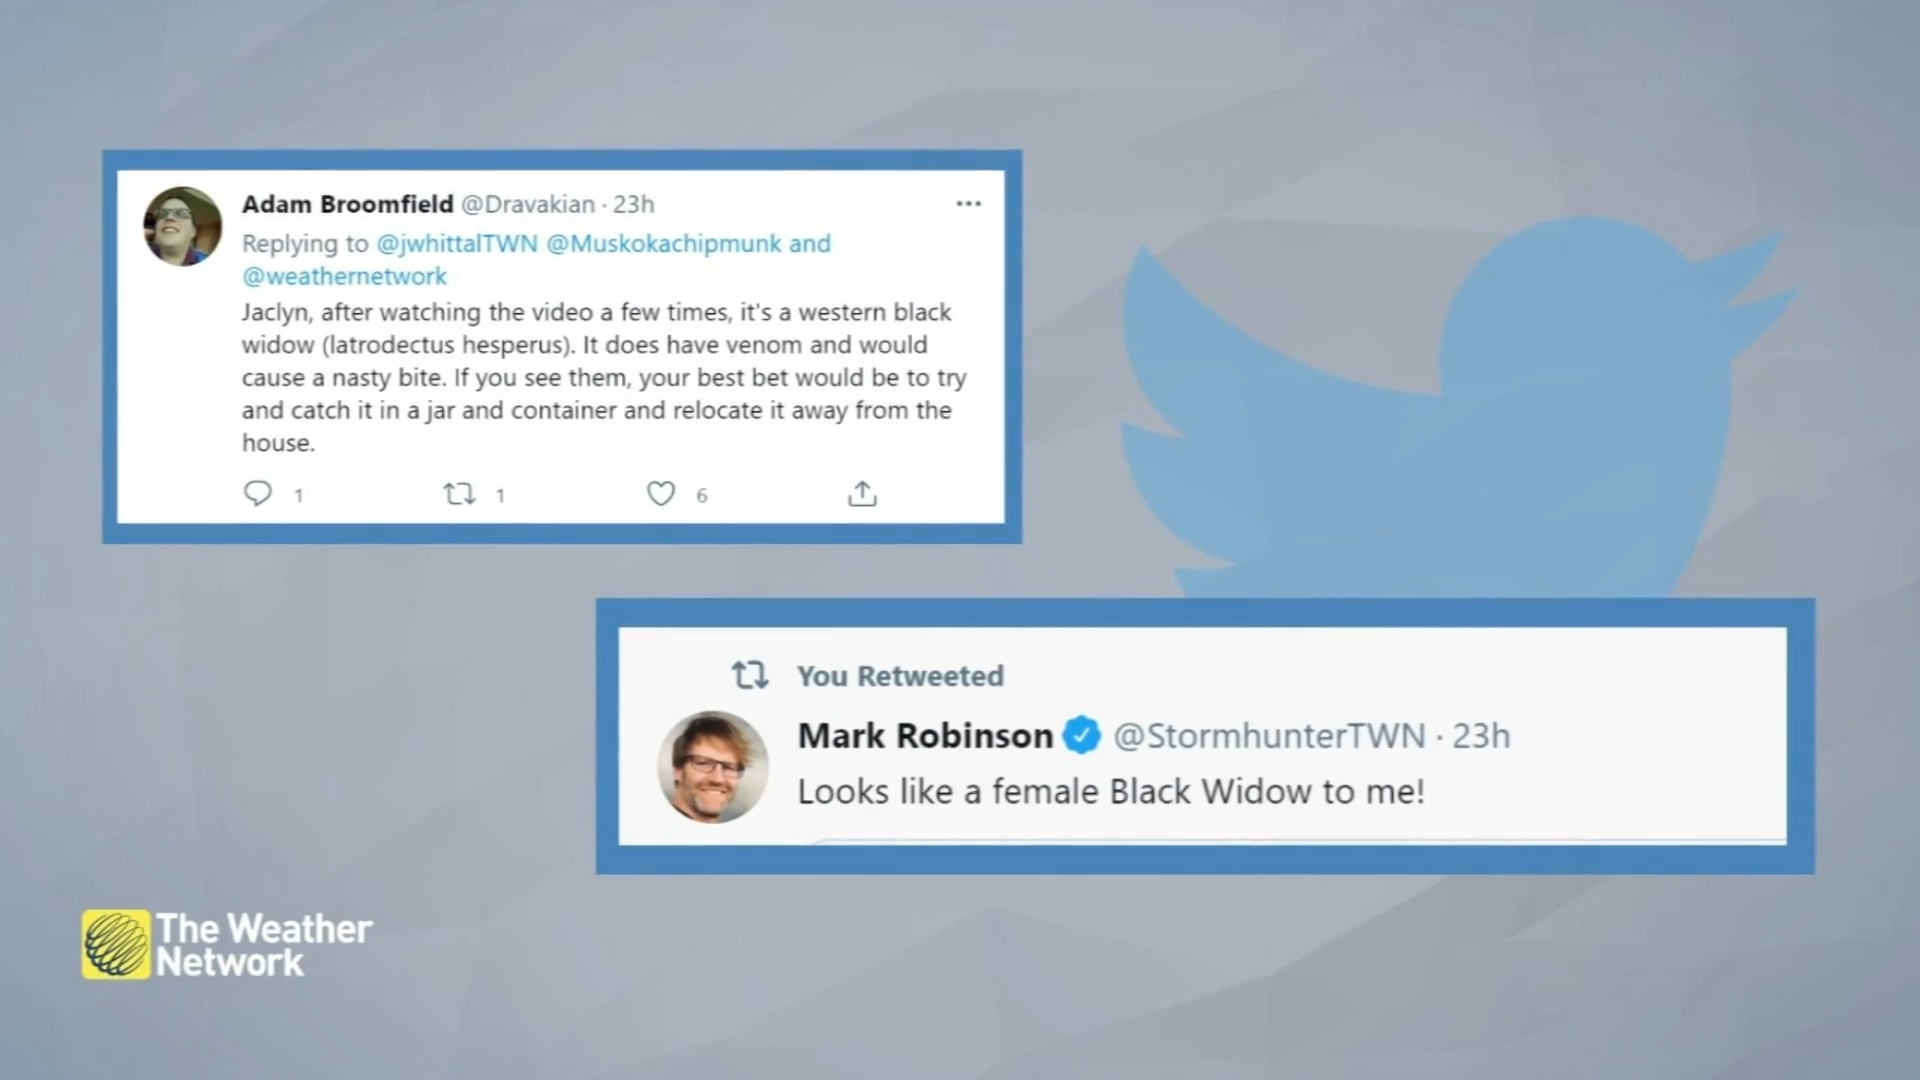 Adam Broomfield @Dravakian · 23h
Replying to @jwhittalTWN @Muskokachipmunk and
@weathernetwork
Jaclyn, after watching the video a few times, it's a western black
widow (latrodectus hesperus). It does have venom and would
cause a nasty bite. If you see them, your best bet would be to try
and catch it in a jar and container and relocate it away from the
house.
1 1 6
You Retweeted
Mark Robinson @StormhunterTWN · 23h
Looks like a female Black Widow to me!
The Weather
Network